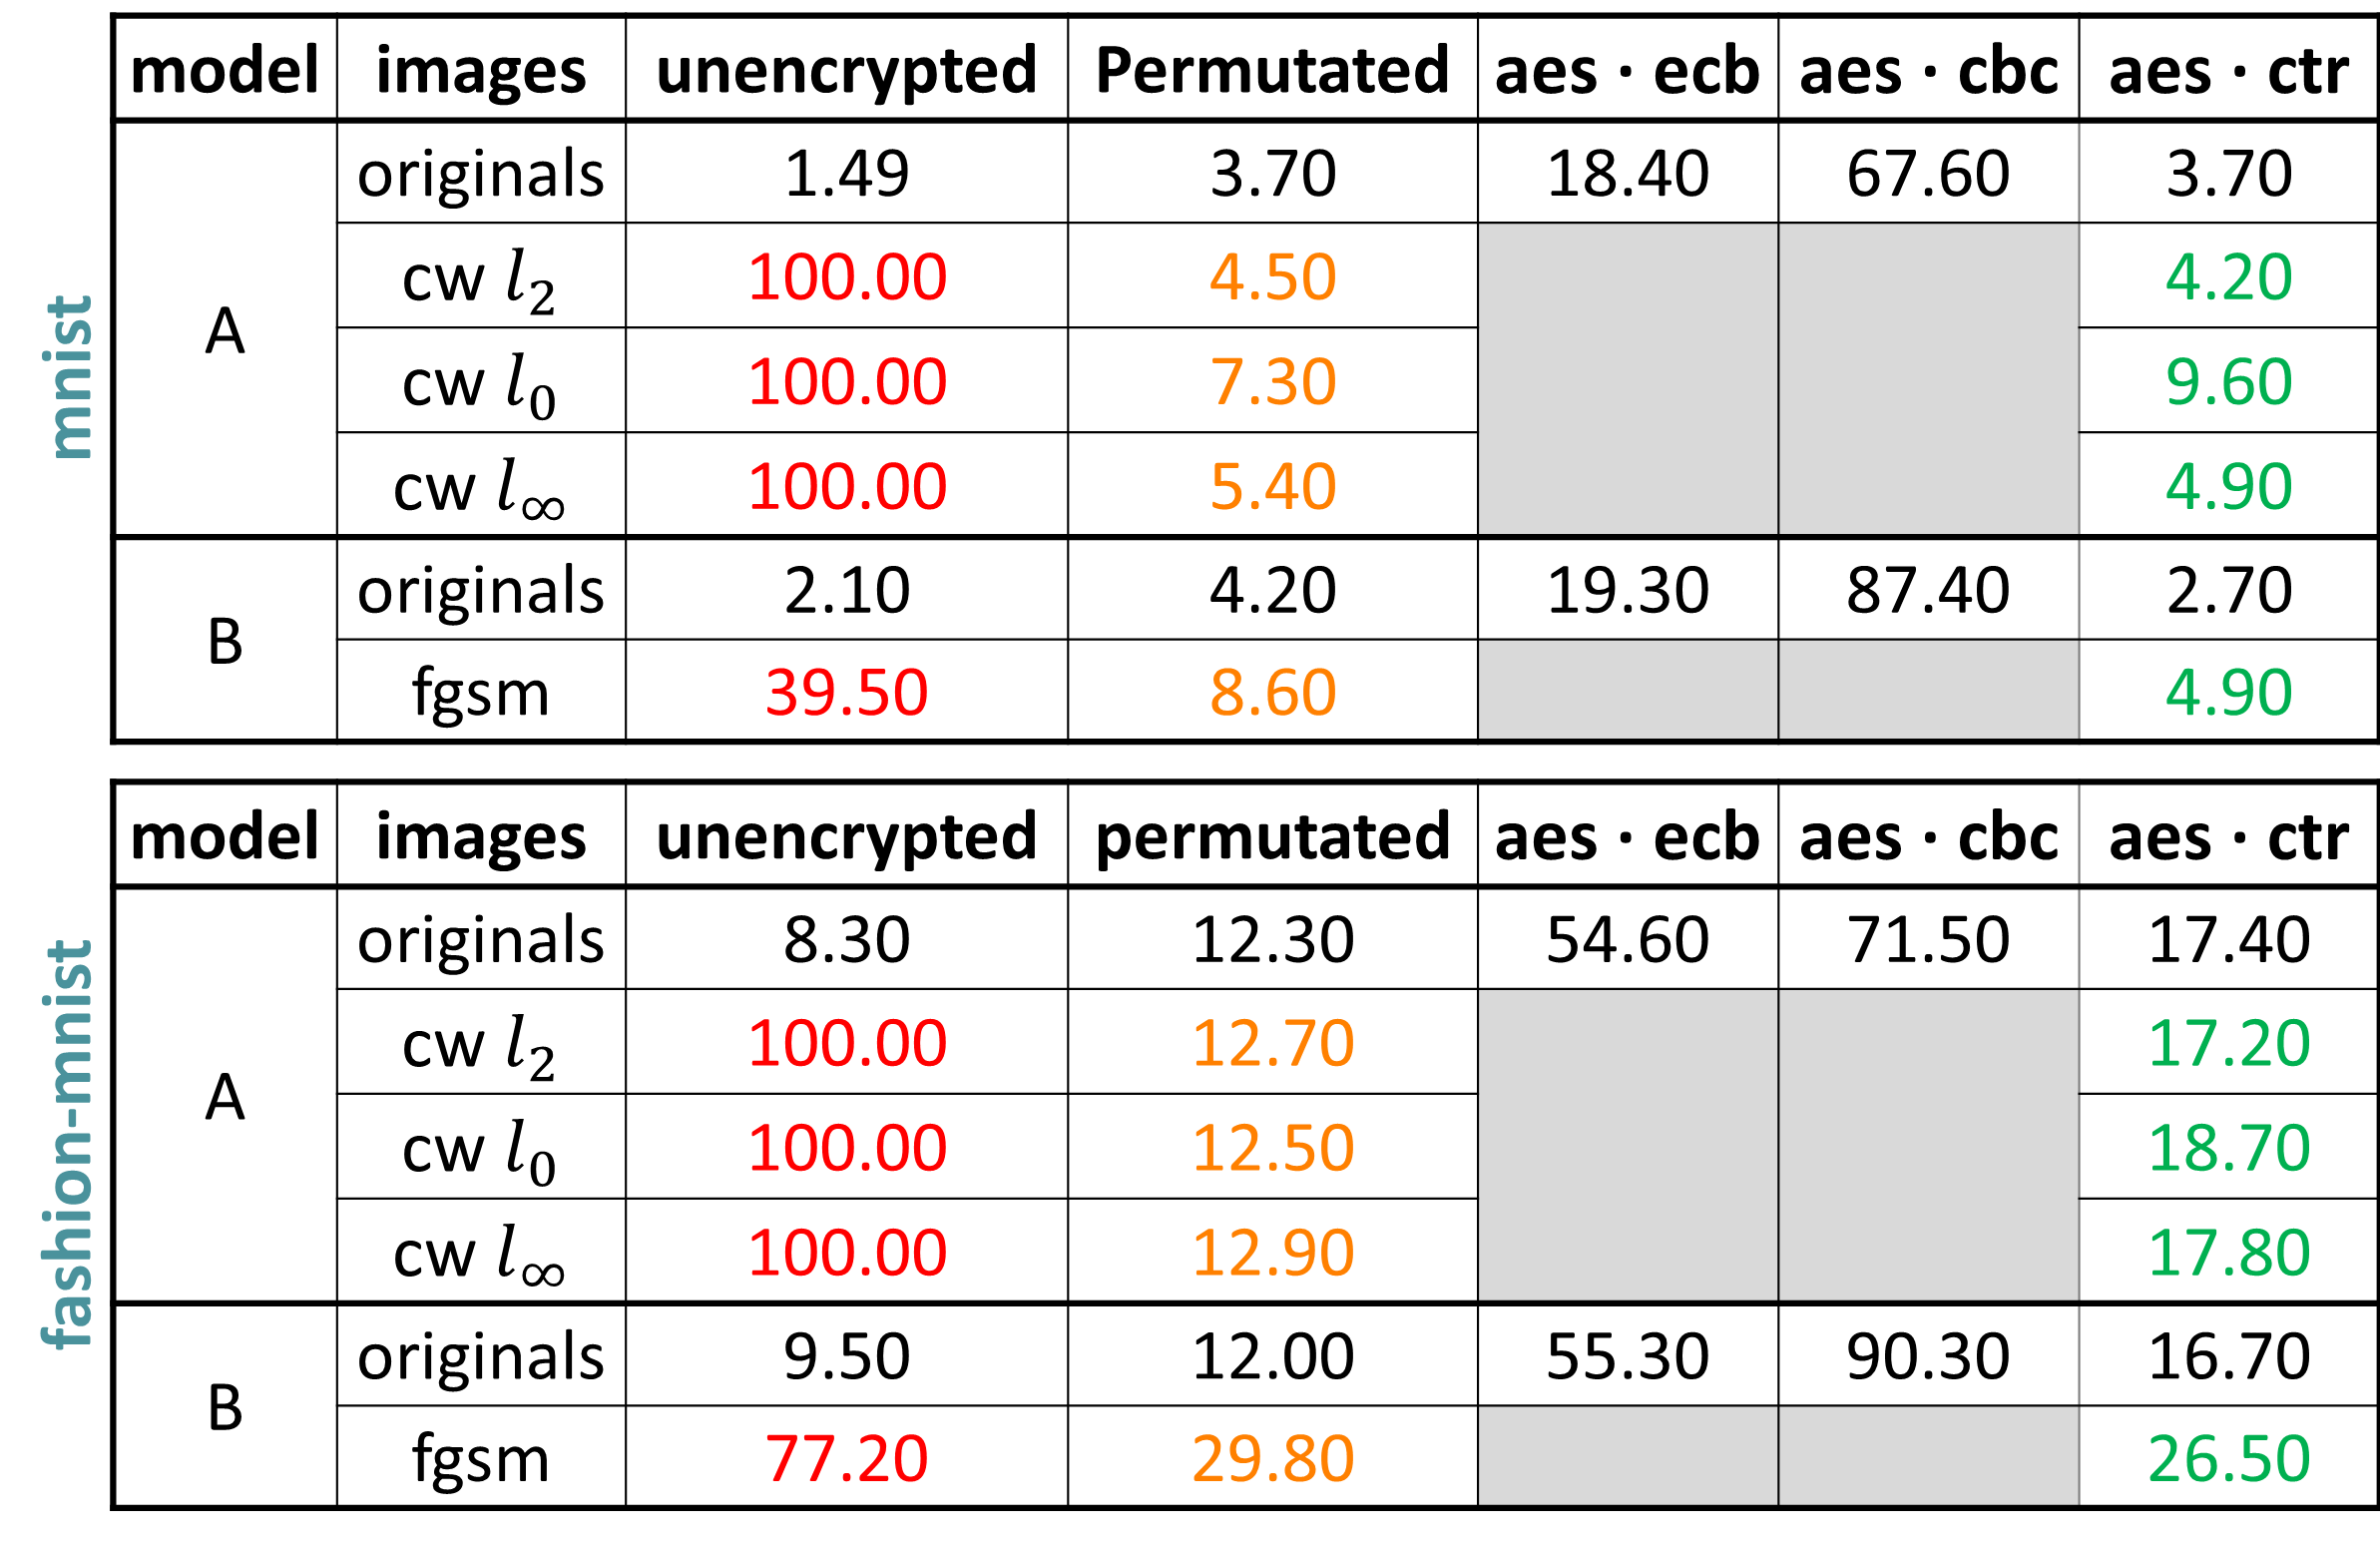 mnist
model images unencrypted Permutated aes · ecb aes · cbc aes · ctr
A
originals 1.49 3.70 18.40 67.60 3.70
cw l2 100.00 4.50 4.20
cw l0 100.00 7.30 9.60
cw l∞ 100.00 5.40 4.90
B
originals 2.10 4.20 19.30 87.40 2.70
fgsm 39.50 8.60 4.90
fashion-mnist
model images unencrypted permutated aes · ecb aes · cbc aes · ctr
A
originals 8.30 12.30 54.60 71.50 17.40
cw l2 100.00 12.70 17.20
cw l0 100.00 12.50 18.70
cw l∞ 100.00 12.90 17.80
B
originals 9.50 12.00 55.30 90.30 16.70
fgsm 77.20 29.80 26.50